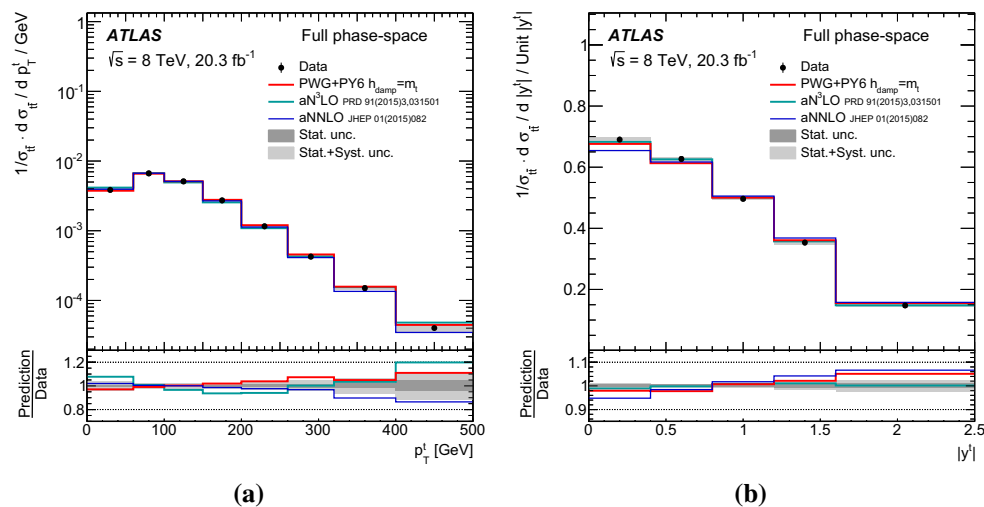 ATLAS Full phase-space
√s = 8 TeV, 20.3 fb⁻¹
Data
PWG+PY6 h_damp=m_t
aN³LO PRD 91(2015)3,031501
aNNLO JHEP 01(2015)082
Stat. unc.
Stat.+Syst. unc.
1/σ_tt̄ · d σ_tt̄ / d p_T^t / GeV
1
10⁻¹
10⁻²
10⁻³
10⁻⁴
Prediction
Data
1.2
1
0.8
0 100 200 300 400 500
p_T^t [GeV]
(a)
ATLAS Full phase-space
√s = 8 TeV, 20.3 fb⁻¹
Data
PWG+PY6 h_damp=m_t
aN³LO PRD 91(2015)3,031501
aNNLO JHEP 01(2015)082
Stat. unc.
Stat.+Syst. unc.
1/σ_tt̄ · d σ_tt̄ / d |y^t| / Unit |y^t|
1
0.8
0.6
0.4
0.2
Prediction
Data
1.1
1
0.9
0 0.5 1 1.5 2 2.5
|y^t|
(b)